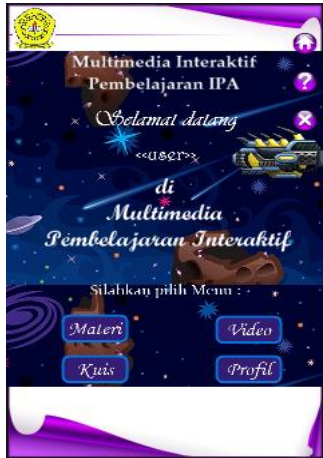 Multimedia Interaktif
Pembelajaran IPA
Selamat datang
<<user>>
di
Multimedia
Pembelajaran Interaktif
Silahkan pilih Menu :
Materi
Video
Kuis
Profil
?